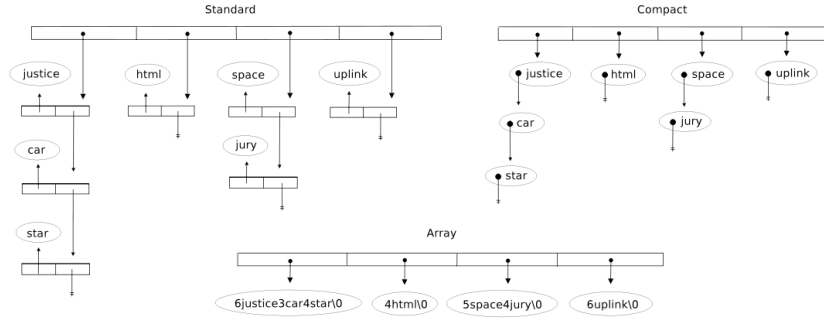 Standard
justice
html
space
uplink
car
jury
star
Compact
justice
html
space
uplink
car
jury
star
Array
6justice3car4star\0
4html\0
5space4jury\0
6uplink\0